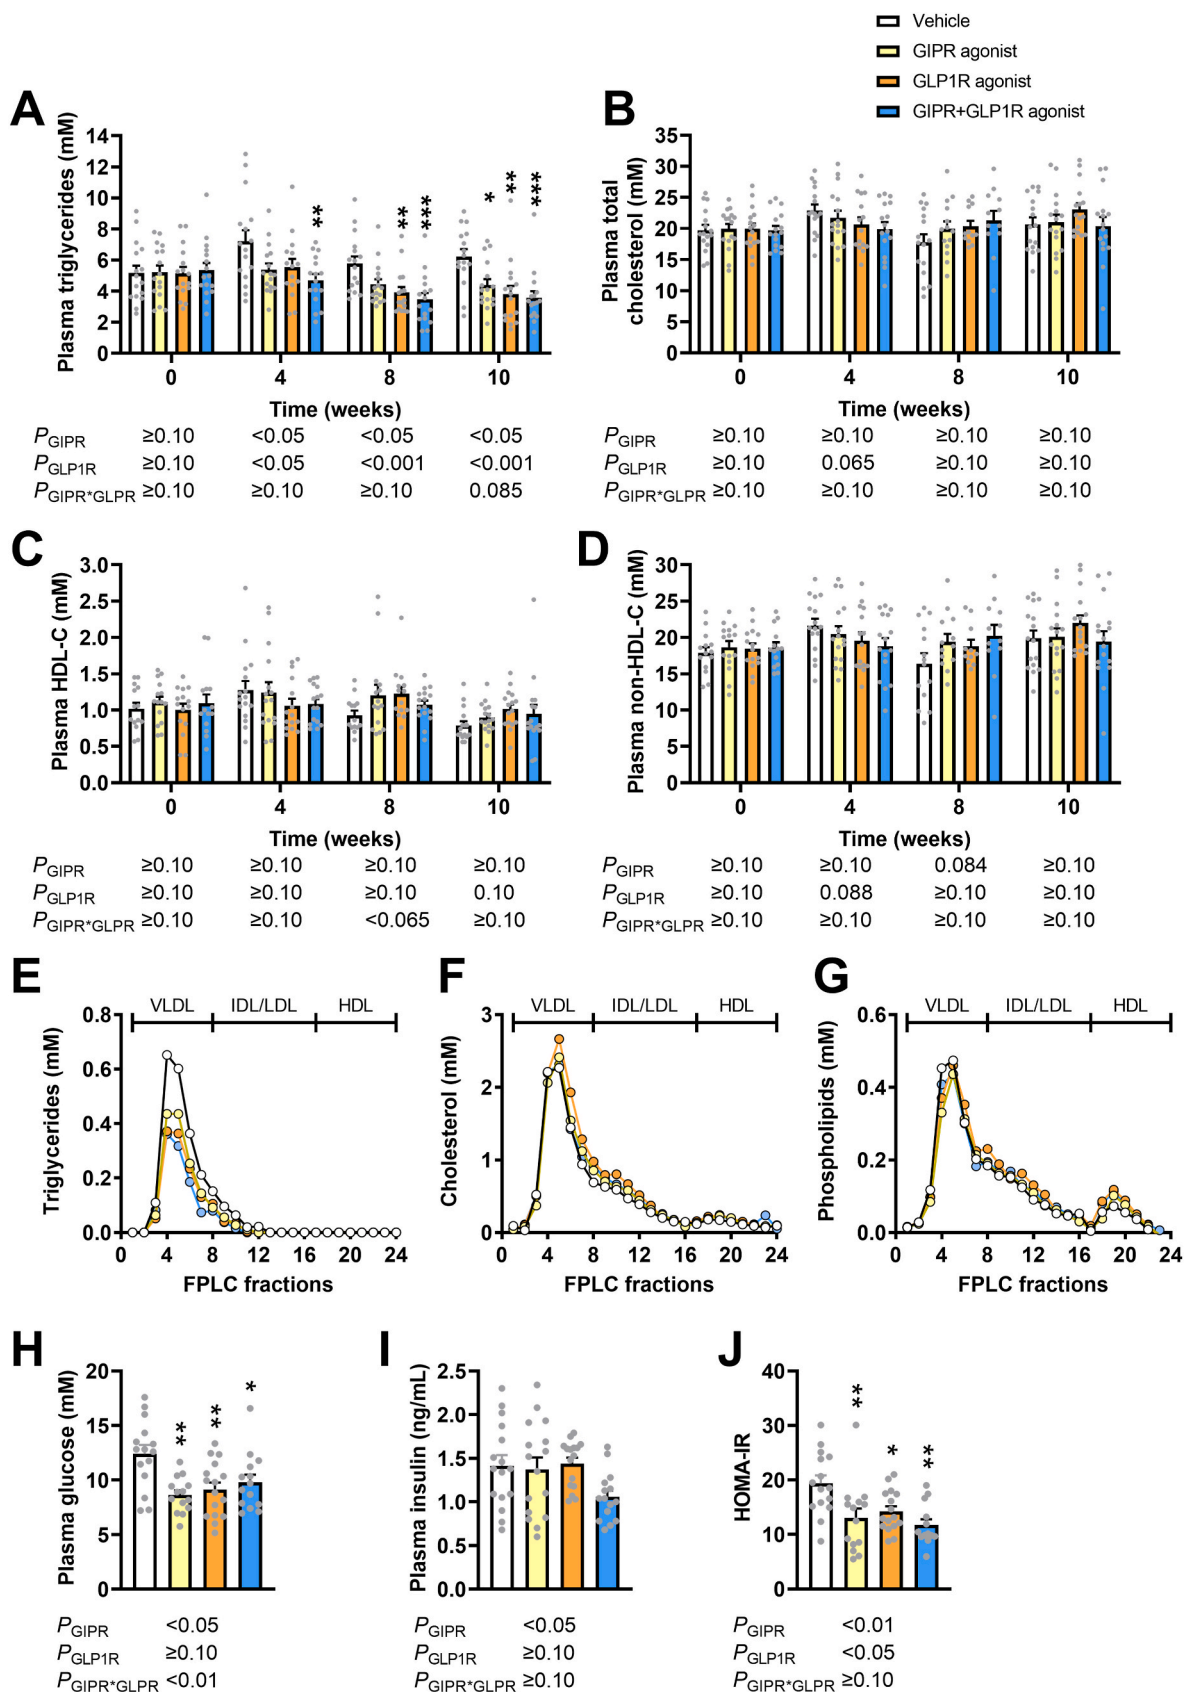 Vehicle
GIPR agonist
GLP1R agonist
GIPR+GLP1R agonist
A
Plasma triglycerides (mM)
14
12
10
8
6
4
2
0
**
**
***
*
**
***
0 4 8 10
Time (weeks)
PGIPR ≥0.10 <0.05 <0.05 <0.05
PGLP1R ≥0.10 <0.05 <0.001 <0.001
PGIPR*GLPR ≥0.10 ≥0.10 ≥0.10 0.085
B
Plasma total
cholesterol (mM)
35
30
25
20
15
10
5
0
0 4 8 10
Time (weeks)
PGIPR ≥0.10 ≥0.10 ≥0.10 ≥0.10
PGLP1R ≥0.10 0.065 ≥0.10 ≥0.10
PGIPR*GLPR ≥0.10 ≥0.10 ≥0.10 ≥0.10
C
Plasma HDL-C (mM)
3.0
2.5
2.0
1.5
1.0
0.5
0.0
0 4 8 10
Time (weeks)
PGIPR ≥0.10 ≥0.10 ≥0.10 ≥0.10
PGLP1R ≥0.10 ≥0.10 ≥0.10 0.10
PGIPR*GLPR ≥0.10 ≥0.10 <0.065 ≥0.10
D
Plasma non-HDL-C (mM)
30
25
20
15
10
5
0
0 4 8 10
Time (weeks)
PGIPR ≥0.10 ≥0.10 0.084 ≥0.10
PGLP1R ≥0.10 0.088 ≥0.10 ≥0.10
PGIPR*GLPR ≥0.10 ≥0.10 ≥0.10 ≥0.10
E
VLDL IDL/LDL HDL
Triglycerides (mM)
0.8
0.6
0.4
0.2
0.0
0 4 8 12 16 20 24
FPLC fractions
F
VLDL IDL/LDL HDL
Cholesterol (mM)
3
2
1
0
0 4 8 12 16 20 24
FPLC fractions
G
VLDL IDL/LDL HDL
Phospholipids (mM)
0.6
0.4
0.2
0.0
0 4 8 12 16 20 24
FPLC fractions
H
Plasma glucose (mM)
20
15
10
5
0
**
**
*
PGIPR <0.05
PGLP1R ≥0.10
PGIPR*GLPR <0.01
I
Plasma insulin (ng/mL)
2.5
2.0
1.5
1.0
0.5
0.0
PGIPR <0.05
PGLP1R ≥0.10
PGIPR*GLPR ≥0.10
J
HOMA-IR
40
30
20
10
0
**
*
**
PGIPR <0.01
PGLP1R <0.05
PGIPR*GLPR ≥0.10